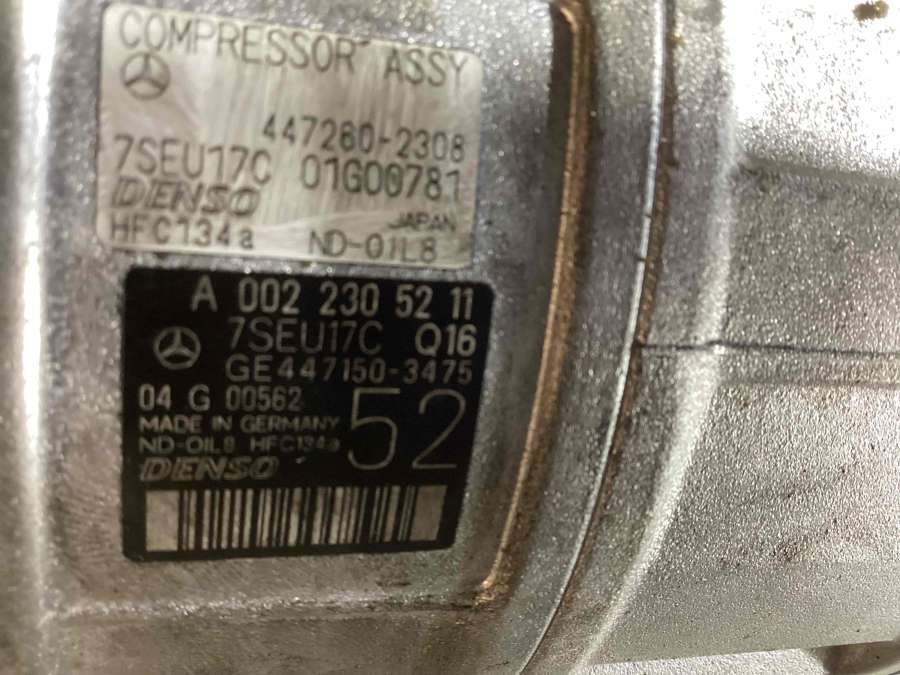 COMPRESSOR ASSY
447280-2308
7SEU17C 01G00781
DENSO JAPAN
HFC134a ND-OIL8
A 002 230 52 11
7SEU17C Q16
GE447150-3475
04 G 00562
52
MADE IN GERMANY
ND-OIL8 HFC134a
DENSO